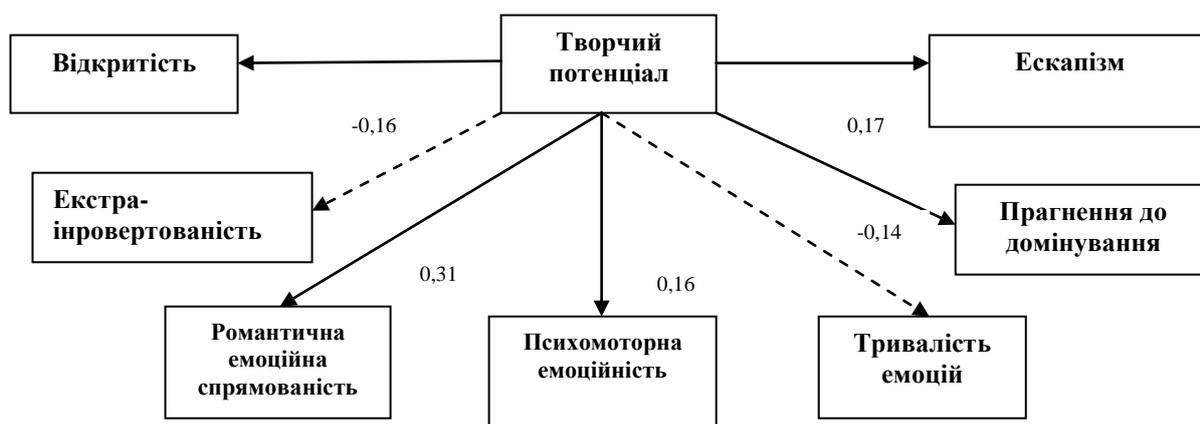 Творчий
потенціал
Відкритість
Ескапізм
-0,16
0,17
Екстра-
інровертованість
Прагнення до
домінування
-0,14
0,31
0,16
Романтична
емоційна
спрямованість
Психомоторна
емоційність
Тривалість
емоцій